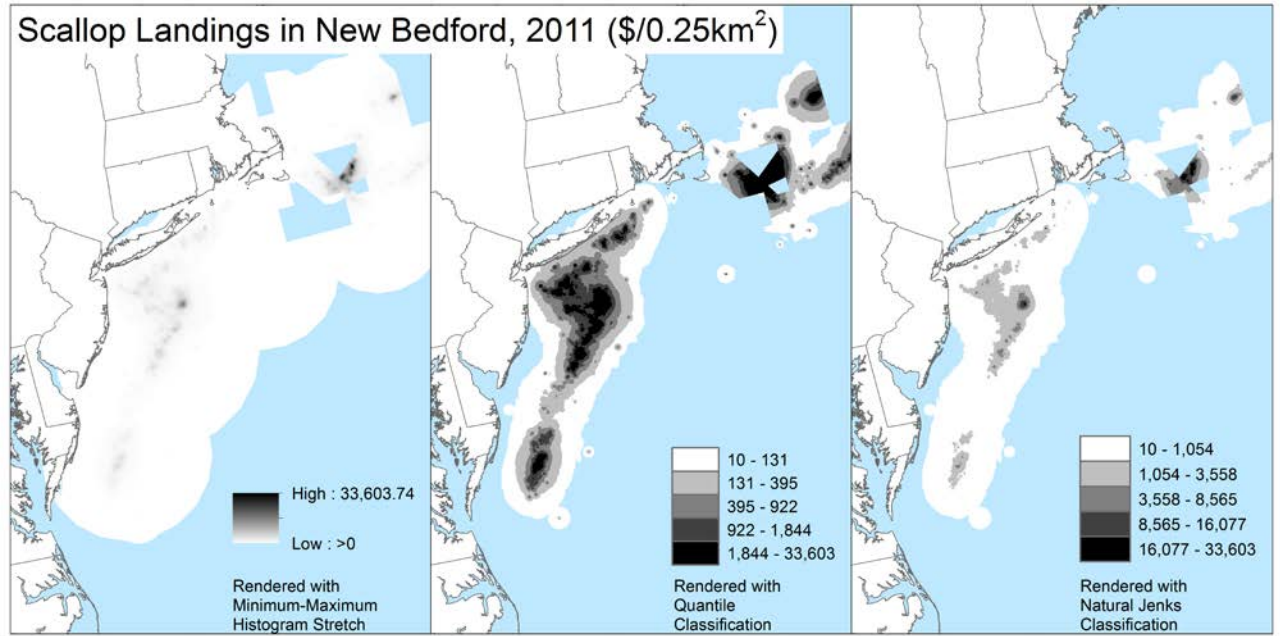 Scallop Landings in New Bedford, 2011 ($/0.25km²)
High : 33,603.74
Low : >0
Rendered with
Minimum-Maximum
Histogram Stretch
10 - 131
131 - 395
395 - 922
922 - 1,844
1,844 - 33,603
Rendered with
Quantile
Classification
10 - 1,054
1,054 - 3,558
3,558 - 8,565
8,565 - 16,077
16,077 - 33,603
Rendered with
Natural Jenks
Classification